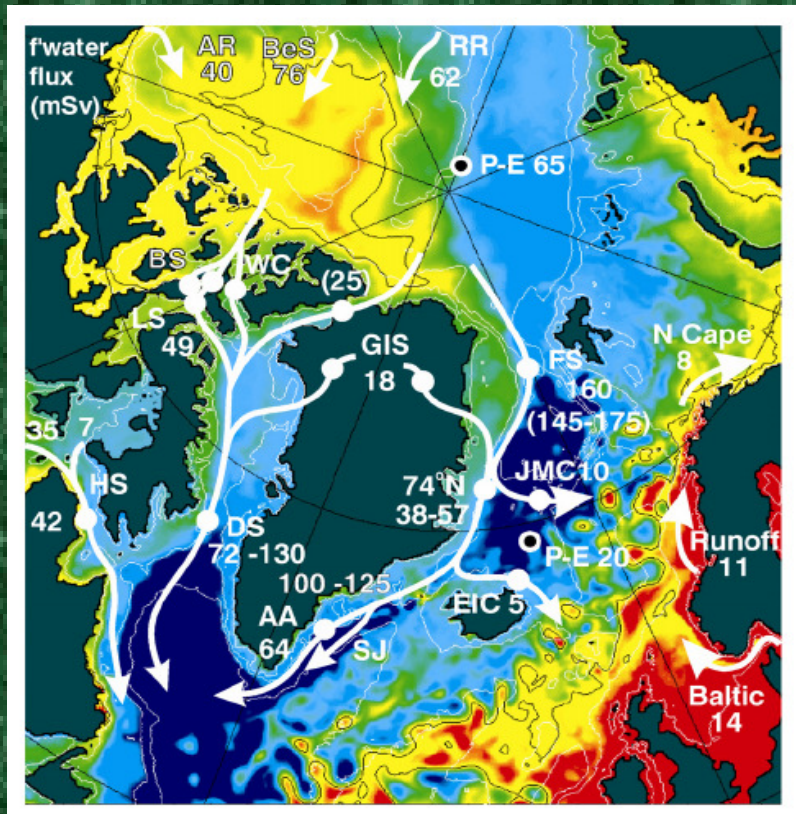 f'water
flux
(mSv)
AR
40
BeS
76
RR
62
P-E 65
BS
WC
(25)
LS
49
GIS
18
FS
160
(145-175)
N Cape
8
35
7
HS
42
74°N
38-57
JMC10
DS
72 -130
P-E 20
Runoff
11
100 -125
EIC 5
AA
64
SJ
Baltic
14